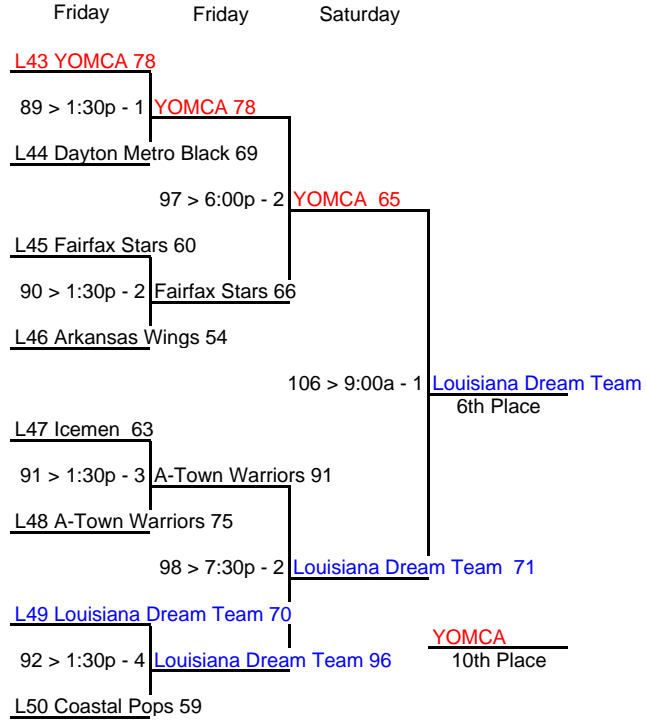 Friday Friday Saturday
L43 YOMCA 78
89 > 1:30p - 1 YOMCA 78
L44 Dayton Metro Black 69
97 > 6:00p - 2 YOMCA 65
L45 Fairfax Stars 60
90 > 1:30p - 2 Fairfax Stars 66
L46 Arkansas Wings 54
106 > 9:00a - 1 Louisiana Dream Team
6th Place
L47 Icemen 63
91 > 1:30p - 3 A-Town Warriors 91
L48 A-Town Warriors 75
98 > 7:30p - 2 Louisiana Dream Team 71
L49 Louisiana Dream Team 70
YOMCA
92 > 1:30p - 4 Louisiana Dream Team 96 10th Place
L50 Coastal Pops 59